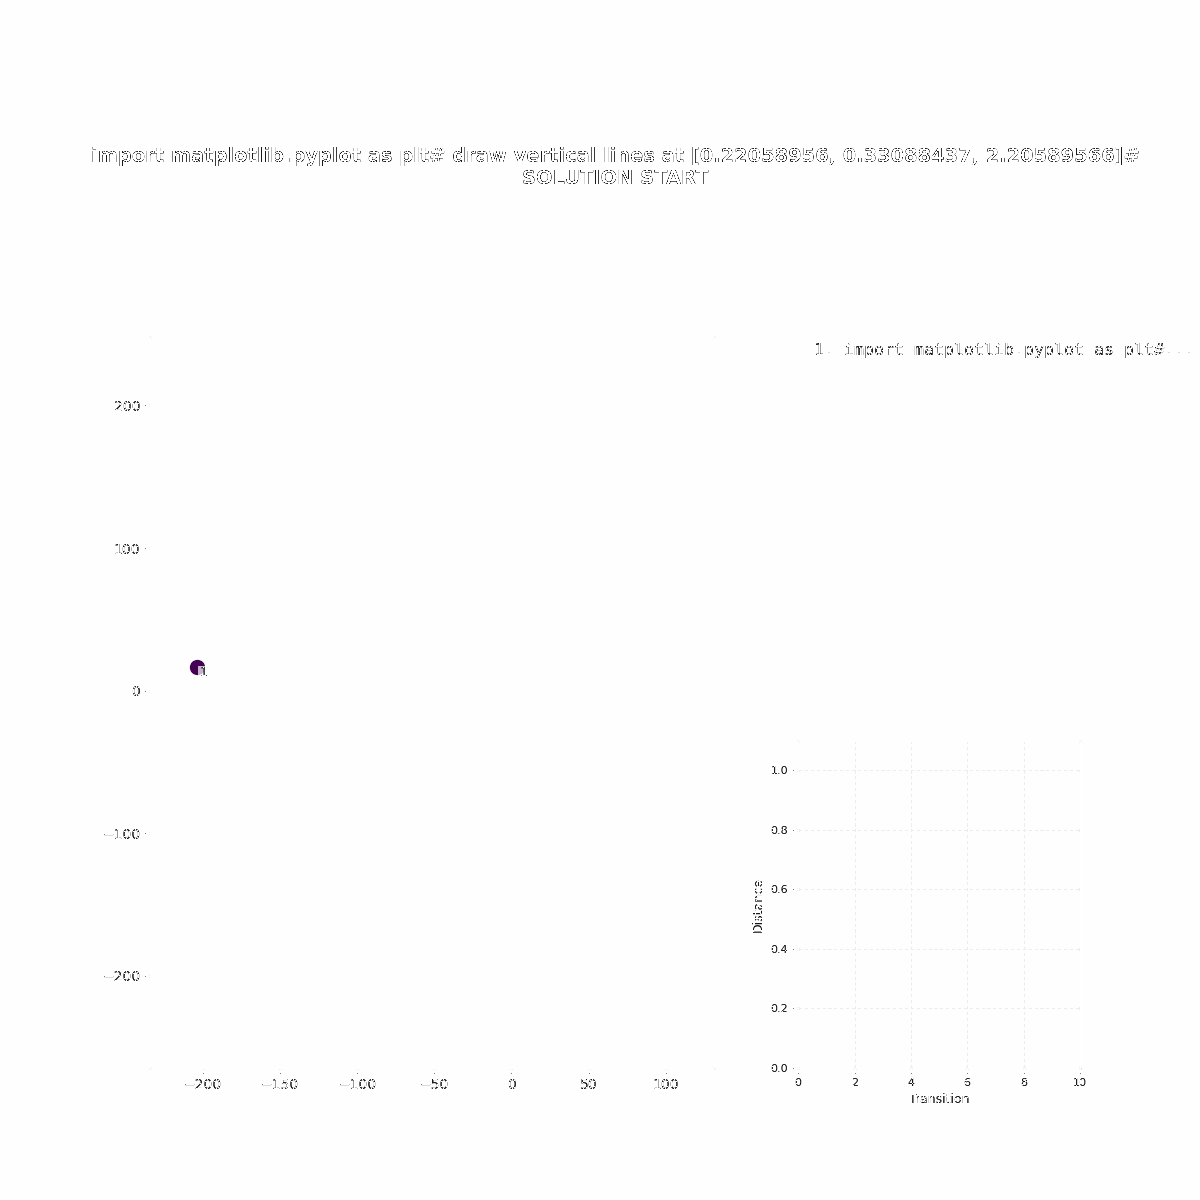 import matplotlib.pyplot as plt# draw vertical lines at [0.22058956, 0.33088437, 2.20589566]#
SOLUTION START
1. import matplotlib.pyplot as plt#...
200
100
0
−100
−200
−200 −150 −100 −50 0 50 100
1
1.0
0.8
0.6
0.4
0.2
0.0
Distance
0 2 4 6 8 10
Transition